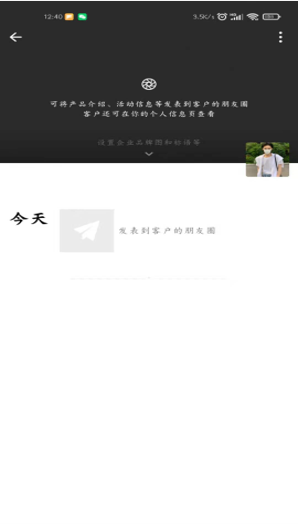 12:40
3.5K/s
可将产品介绍、活动信息等发表到客户的朋友圈
客户还可在你的个人信息页查看
设置企业品牌图和妙语等
今天
发表到客户的朋友圈